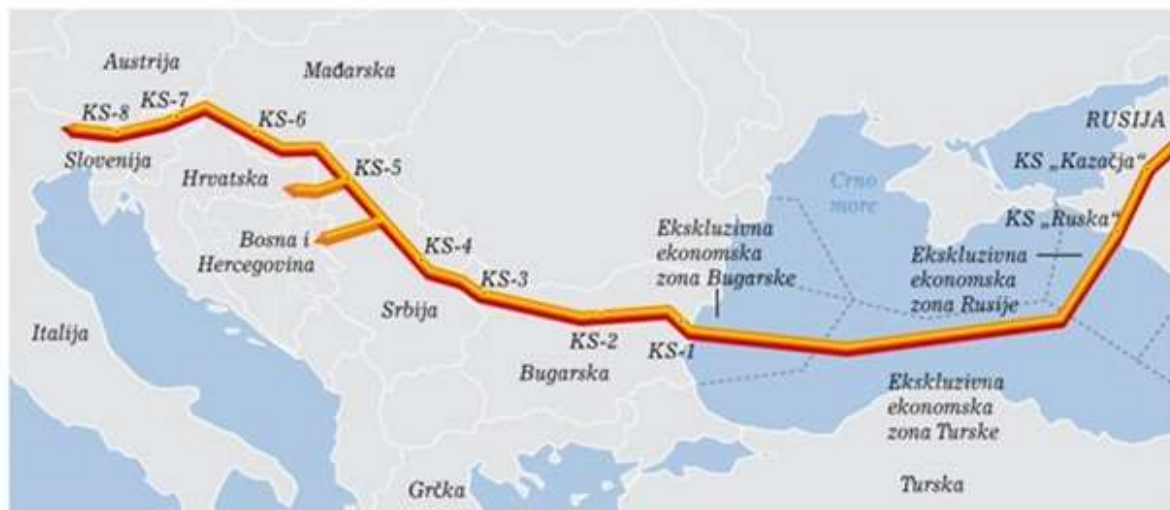 Austrija
Mađarska
KS-8
KS-7
KS-6
Slovenija
KS-5
Hrvatska
Bosna i
Hercegovina
KS-4
KS-3
Srbija
Italija
KS-2
KS-1
Bugarska
Grčka
Crno
more
Ekskluzivna
ekonomska
zona Bugarske
RUSIJA
KS „Kazačja“
KS „Ruska“
Ekskluzivna
ekonomska
zona Rusije
Ekskluzivna
ekonomska
zona Turske
Turska